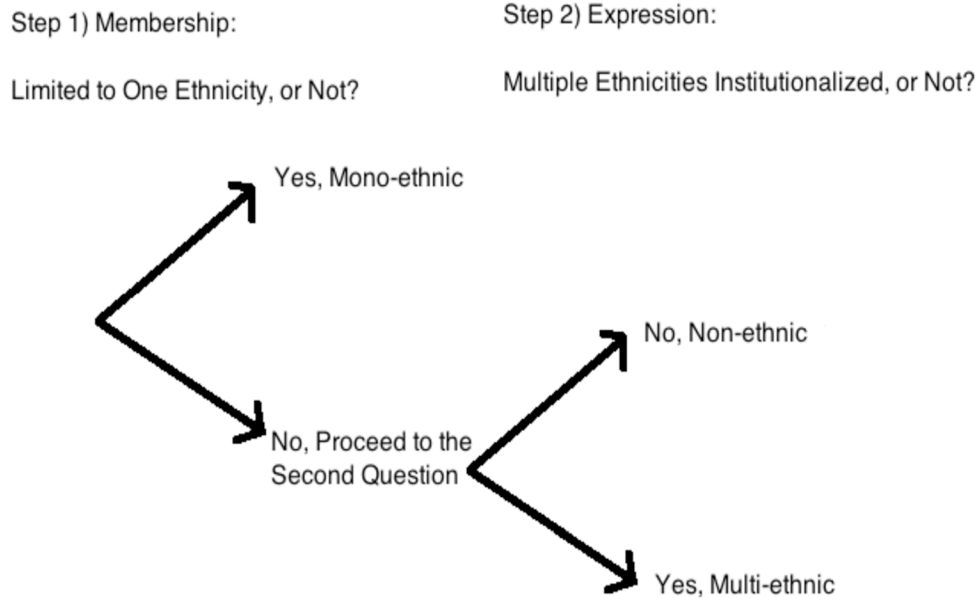 Step 1) Membership:
Limited to One Ethnicity, or Not?
Step 2) Expression:
Multiple Ethnicities Institutionalized, or Not?
Yes, Mono-ethnic
No, Proceed to the
Second Question
No, Non-ethnic
Yes, Multi-ethnic